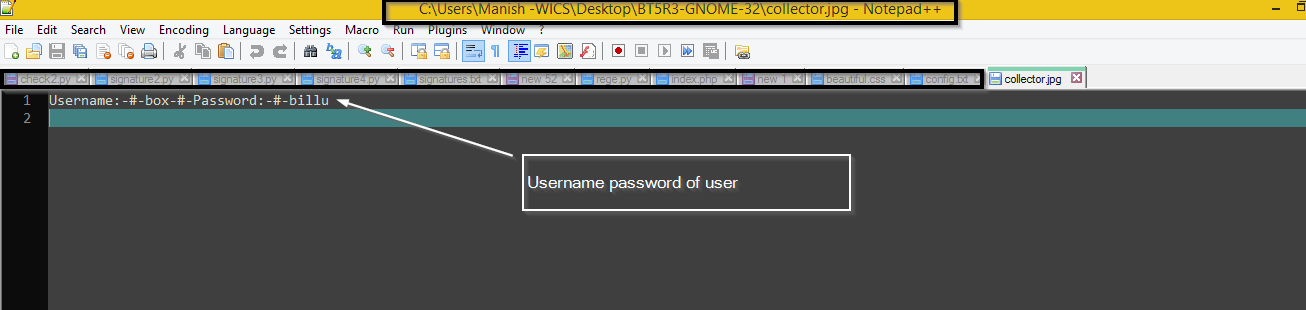 C:\Users\Manish -WICS\Desktop\BT5R3-GNOME-32\collector.jpg - Notepad++
File Edit Search View Encoding Language Settings Macro Run Plugins Window ?
check2.py signature2.py signature3.py signature4.py signatures.txt new 52 rege.py index.php new 1 beautiful.css config.txt collector.jpg
1 Username:-#-box-#-Password:-#-billu
2
Username password of user